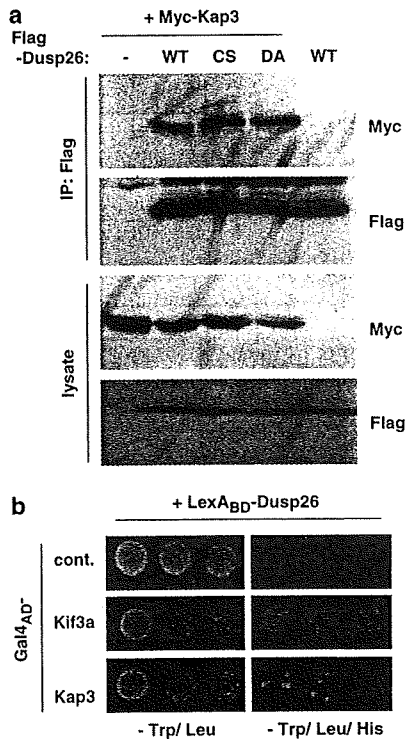 a
+ Myc-Kap3
Flag
-Dusp26: - WT CS DA WT
IP: Flag
Myc
Flag
lysate
Myc
Flag
b
+ LexABD-Dusp26
Gal4AD-
cont.
Kif3a
Kap3
- Trp/ Leu - Trp/ Leu/ His